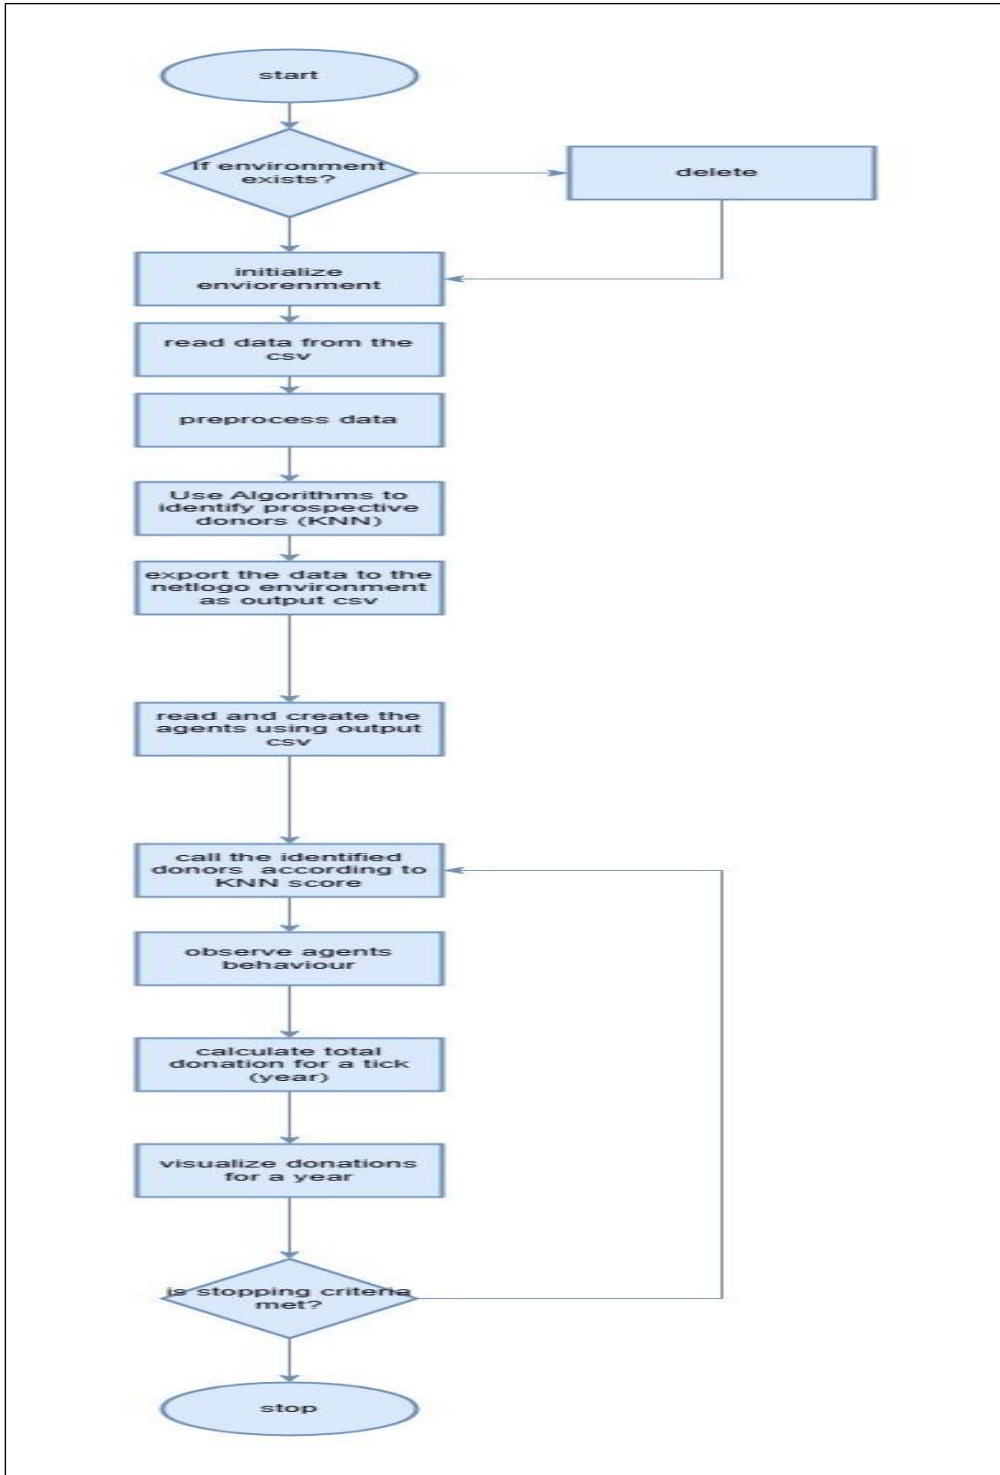 start
If environment
exists?
delete
initialize
enviorenment
read data from the
csv
preprocess data
Use Algorithms to
identify prospective
donors (KNN)
export the data to the
netlogo environment
as output csv
read and create the
agents using output
csv
call the identified
donors  according to
KNN score
observe agents
behaviour
calculate total
donation for a tick
(year)
visualize donations
for a year
is stopping criteria
met?
stop